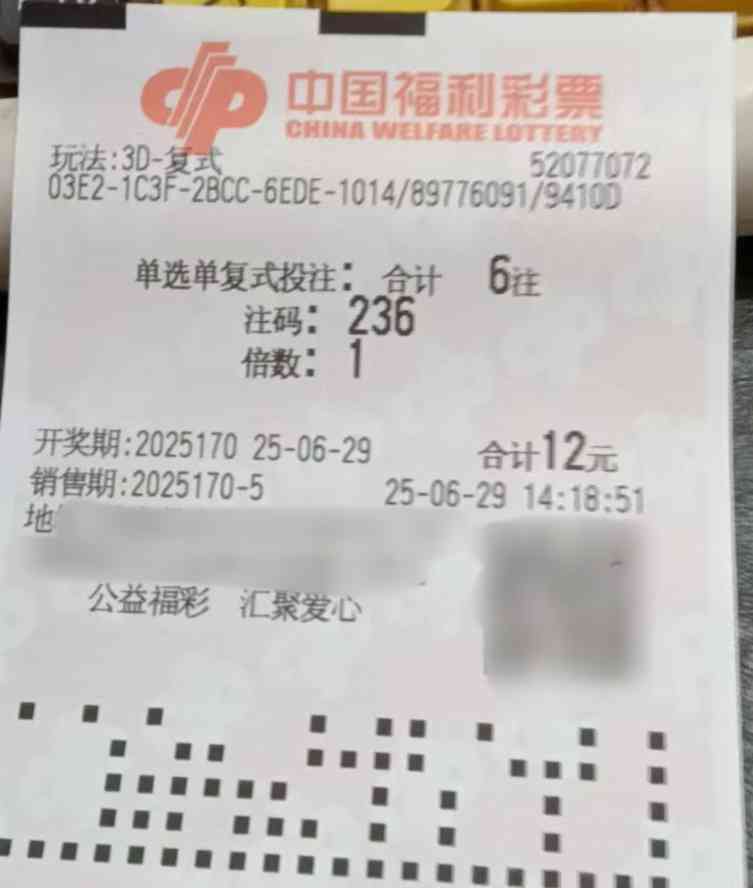 中国福利彩票
CHINA WELFARE LOTTERY
玩法:3D-复式 52077072
03E2-1C3F-2BCC-6EDE-1014/89776091/9410D
单选单复式投注: 合计 6注
注码: 236
倍数: 1
开奖期:2025170 25-06-29 合计12元
销售期:2025170-5 25-06-29 14:18:51
地
公益福彩 汇聚爱心